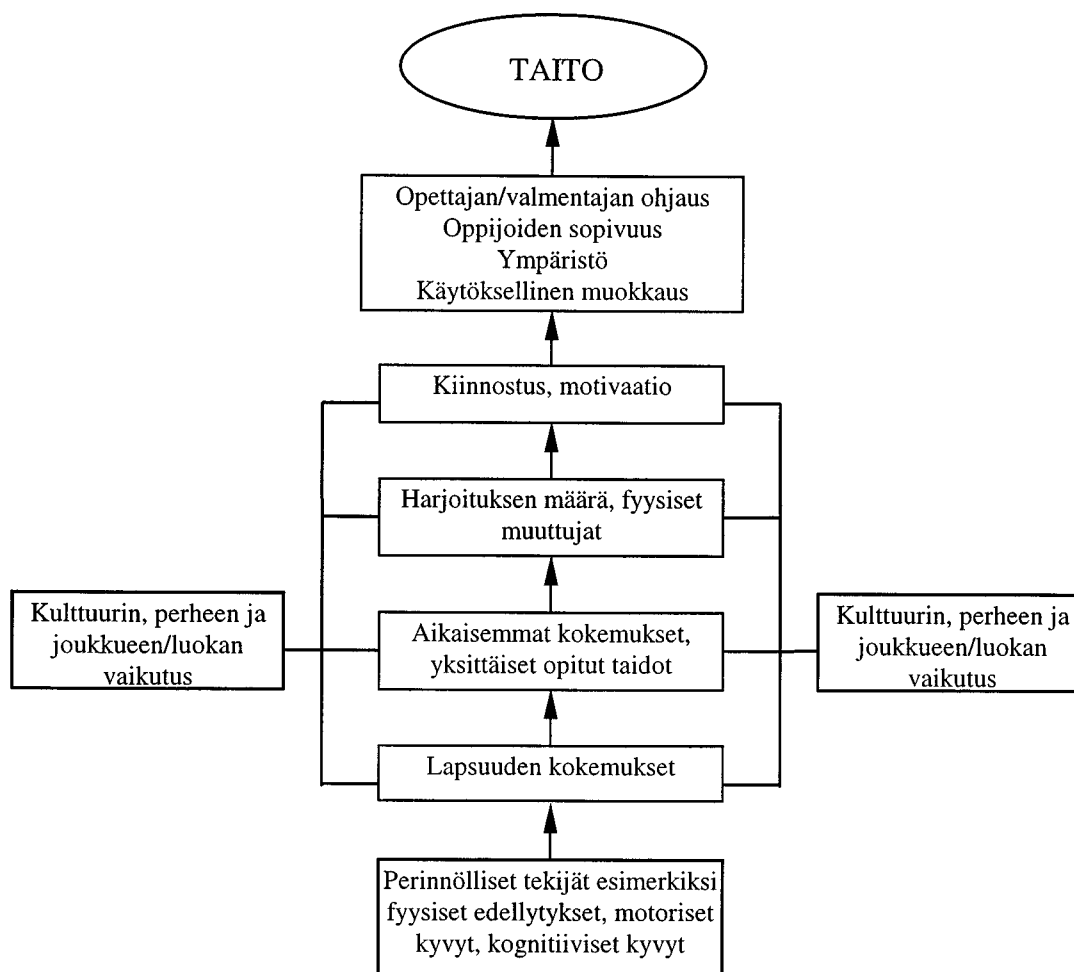 TAITO
Opettajan/valmentajan ohjaus
Oppijoiden sopivuus
Ympäristö
Käytöksellinen muokkaus
Kiinnostus, motivaatio
Harjoituksen määrä, fyysiset
muuttujat
Kulttuurin, perheen ja
joukkueen/luokan
vaikutus
Aikaisemmat kokemukset,
yksittäiset opitut taidot
Kulttuurin, perheen ja
joukkueen/luokan
vaikutus
Lapsuuden kokemukset
Perinnölliset tekijät esimerkiksi
fyysiset edellytykset, motoriset
kyvyt, kognitiiviset kyvyt